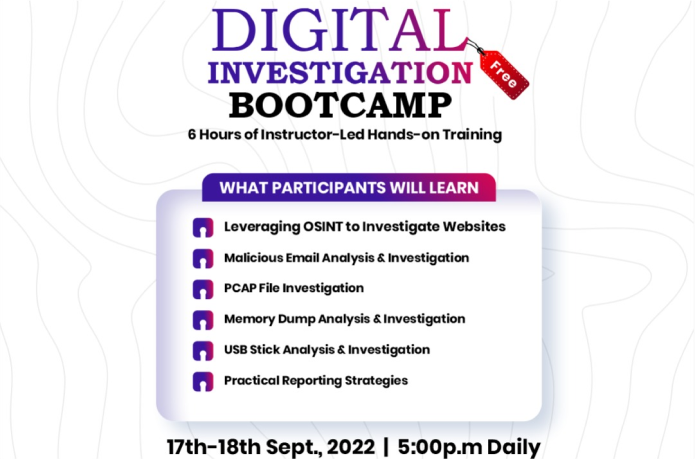 DIGITAL
Free
INVESTIGATION
BOOTCAMP
6 Hours of Instructor-Led Hands-on Training
WHAT PARTICIPANTS WILL LEARN
Leveraging OSINT to Investigate Websites
Malicious Email Analysis & Investigation
PCAP File Investigation
Memory Dump Analysis & Investigation
USB Stick Analysis & Investigation
Practical Reporting Strategies
17th-18th Sept., 2022 | 5:00p.m Daily